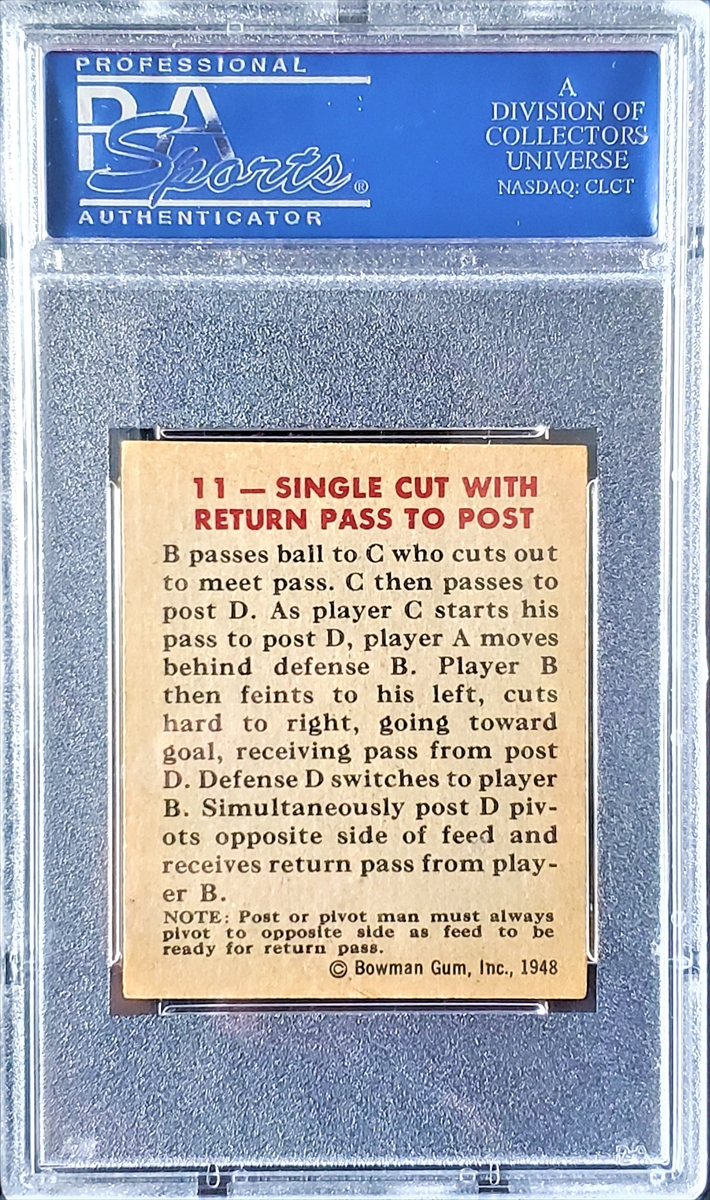 PROFESSIONAL
PSA
Sports®
AUTHENTICATOR
A
DIVISION OF
COLLECTORS
UNIVERSE
NASDAQ: CLCT
11 — SINGLE CUT WITH
RETURN PASS TO POST
B passes ball to C who cuts out
to meet pass. C then passes to
post D. As player C starts his
pass to post D, player A moves
behind defense B. Player B
then feints to his left, cuts
hard to right, going toward
goal, receiving pass from post
D. Defense D switches to player
B. Simultaneously post D piv-
ots opposite side of feed and
receives return pass from play-
er B.
NOTE: Post or pivot man must always
pivot to opposite side as feed to be
ready for return pass.
© Bowman Gum, Inc., 1948